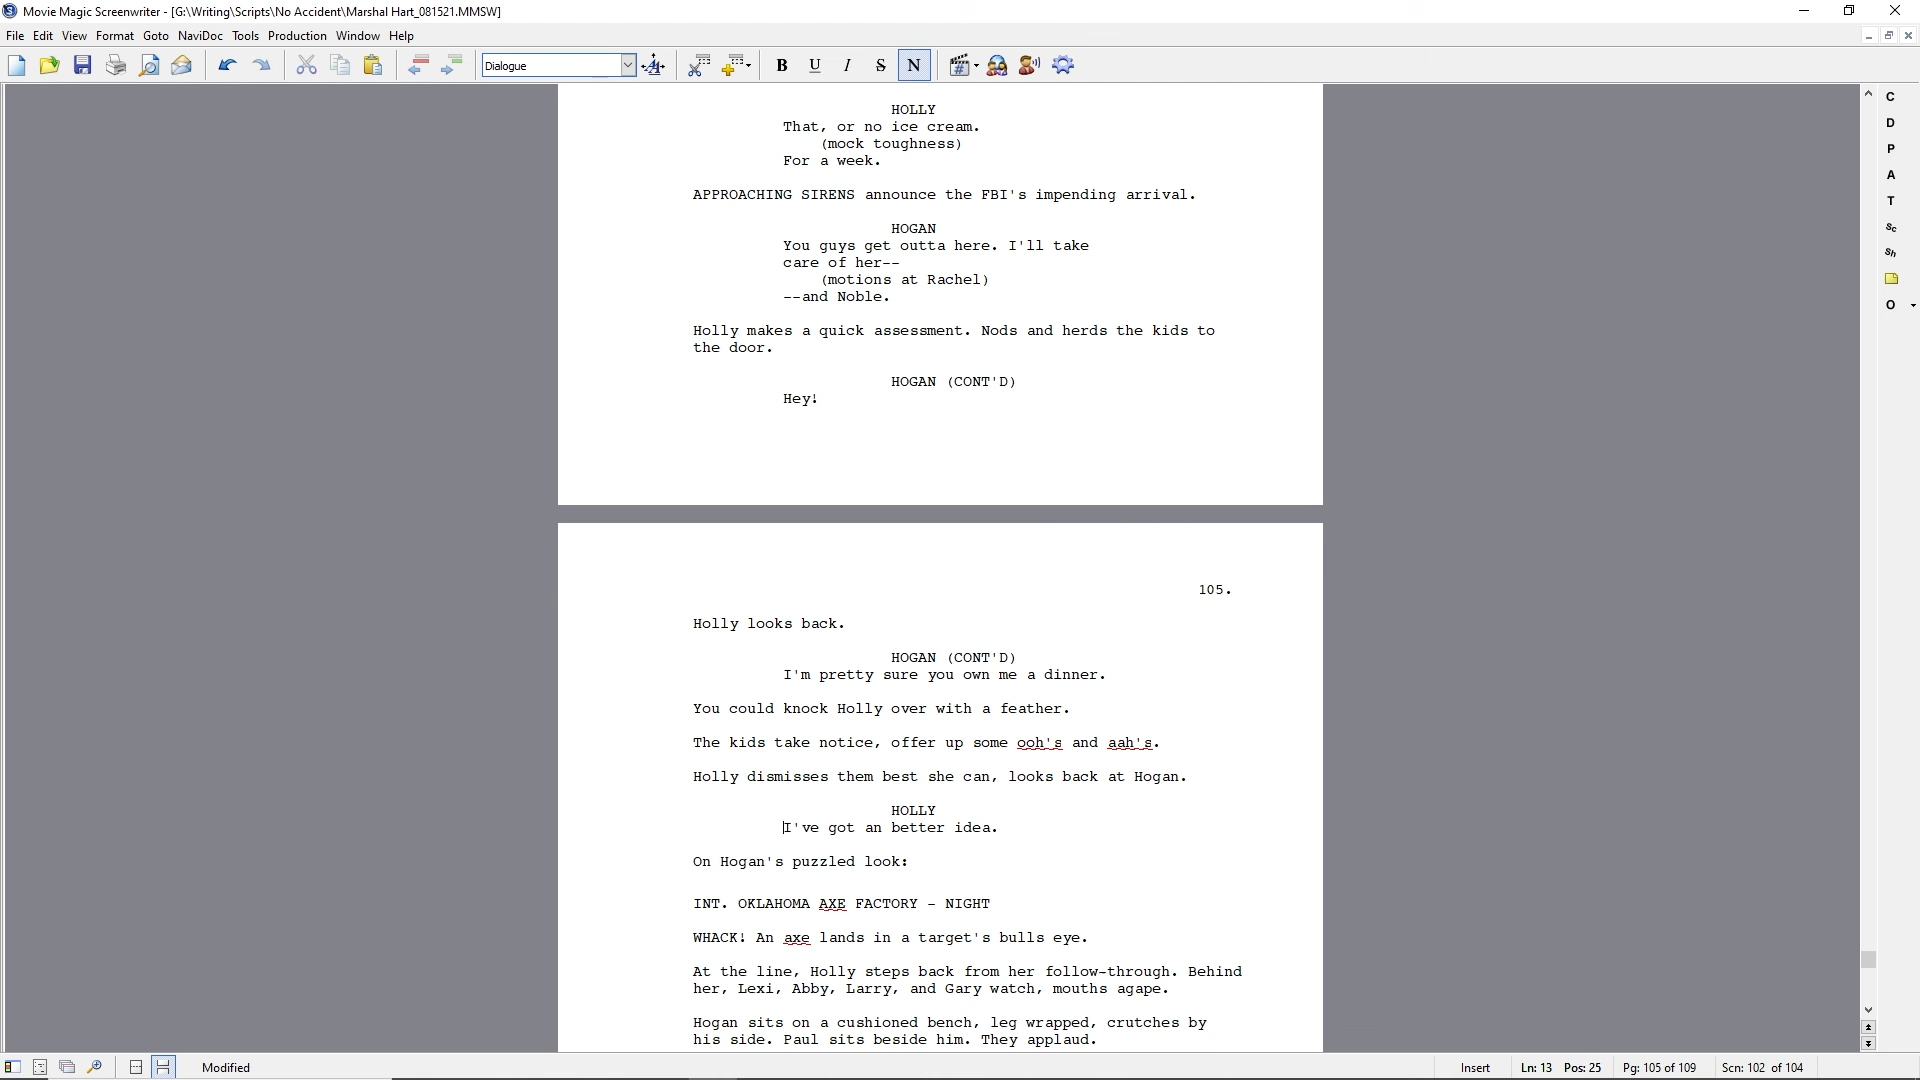 Movie Magic Screenwriter - [G:\Writing\Scripts\No Accident\Marshal Hart_081521.MMSW]
File Edit View Format Goto NaviDoc Tools Production Window Help
Dialogue B U I S N
HOLLY
That, or no ice cream.
(mock toughness)
For a week.
APPROACHING SIRENS announce the FBI's impending arrival.
HOGAN
You guys get outta here. I'll take
care of her--
(motions at Rachel)
--and Noble.
Holly makes a quick assessment. Nods and herds the kids to
the door.
HOGAN (CONT'D)
Hey!
105.
Holly looks back.
HOGAN (CONT'D)
I'm pretty sure you own me a dinner.
You could knock Holly over with a feather.
The kids take notice, offer up some ooh's and aah's.
Holly dismisses them best she can, looks back at Hogan.
HOLLY
I've got an better idea.
On Hogan's puzzled look:
INT. OKLAHOMA AXE FACTORY - NIGHT
WHACK! An axe lands in a target's bulls eye.
At the line, Holly steps back from her follow-through. Behind
her, Lexi, Abby, Larry, and Gary watch, mouths agape.
Hogan sits on a cushioned bench, leg wrapped, crutches by
his side. Paul sits beside him. They applaud.
C
D
P
A
T
Sc
Sh
O
Modified Insert Ln: 13 Pos: 25 Pg: 105 of 109 Scn: 102 of 104